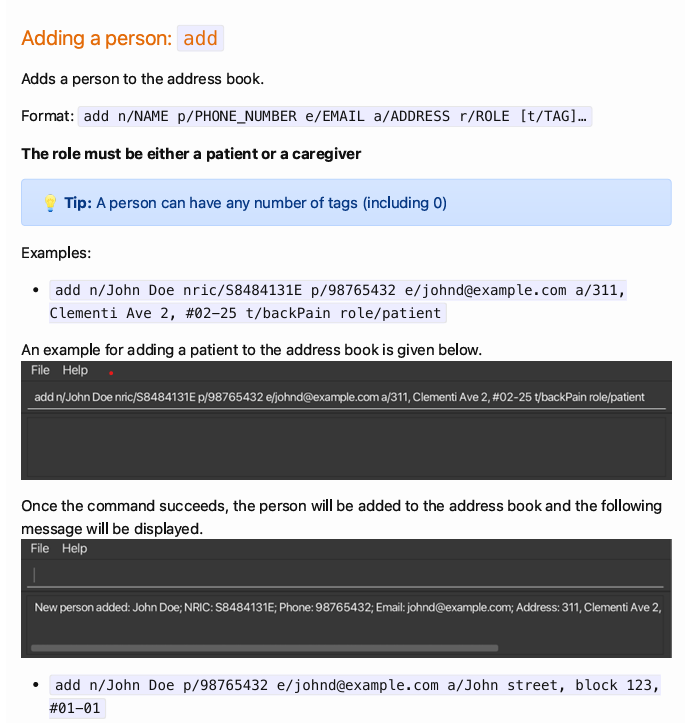 Adding a person: add
Adds a person to the address book.
Format: add n/NAME p/PHONE_NUMBER e/EMAIL a/ADDRESS r/ROLE [t/TAG]…
The role must be either a patient or a caregiver
💡 Tip: A person can have any number of tags (including 0)
Examples:
• add n/John Doe nric/S8484131E p/98765432 e/johnd@example.com a/311,
Clementi Ave 2, #02-25 t/backPain role/patient
An example for adding a patient to the address book is given below.
File Help
add n/John Doe nric/S8484131E p/98765432 e/johnd@example.com a/311, Clementi Ave 2, #02-25 t/backPain role/patient
Once the command succeeds, the person will be added to the address book and the following
message will be displayed.
File Help
New person added: John Doe; NRIC: S8484131E; Phone: 98765432; Email: johnd@example.com; Address: 311, Clementi Ave 2,
• add n/John Doe p/98765432 e/johnd@example.com a/John street, block 123,
#01-01